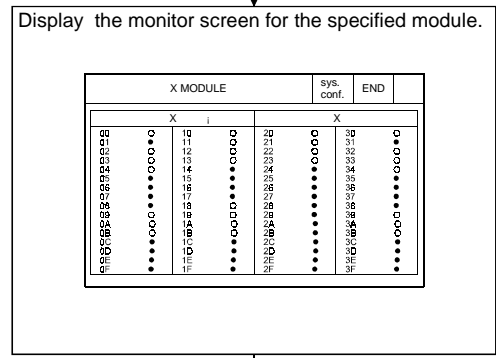 Display the monitor screen for the specified module.
X MODULE sys. conf. END
X ¡ X
00 ○ 10 ○ 20 ○ 30 ○
01 ● 11 ○ 21 ○ 31 ●
02 ○ 12 ○ 22 ○ 32 ○
03 ○ 13 ○ 23 ○ 33 ○
04 ○ 14 ● 24 ● 34 ○
05 ● 15 ● 25 ● 35 ●
06 ● 16 ● 26 ● 36 ●
07 ● 17 ● 27 ● 37 ●
08 ● 18 ○ 28 ● 38 ●
09 ○ 19 ○ 29 ● 39 ○
0A ○ 1A ○ 2A ● 3A ○
0B ○ 1B ○ 2B ● 3B ○
0C ● 1C ● 2C ● 3C ●
0D ● 1D ● 2D ● 3D ●
0E ● 1E ● 2E ● 3E ●
0F ● 1F ● 2F ● 3F ●